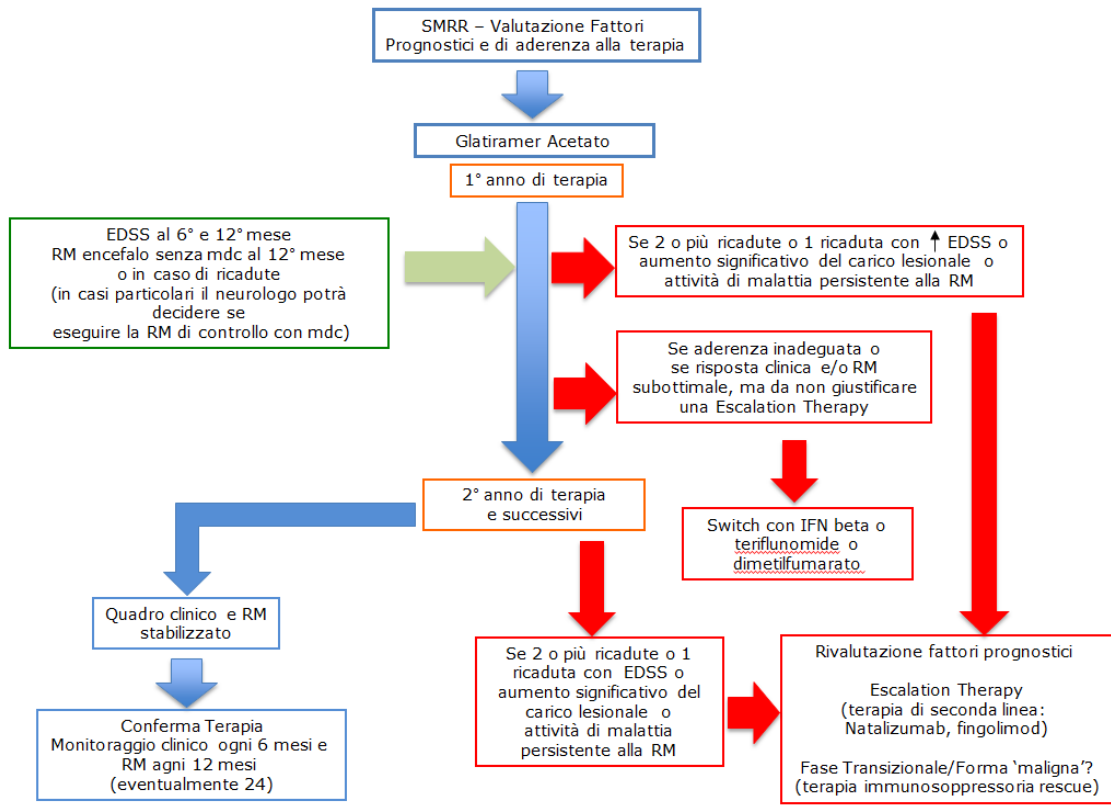 SMRR – Valutazione Fattori
Prognostici e di aderenza alla terapia
Glatiramer Acetato
1° anno di terapia
EDSS al 6° e 12° mese
RM encefalo senza mdc al 12° mese
o in caso di ricadute
(in casi particolari il neurologo potrà
decidere se
eseguire la RM di controllo con mdc)
Se 2 o più ricadute o 1 ricaduta con ↑ EDSS o
aumento significativo del carico lesionale o
attività di malattia persistente alla RM
Se aderenza inadeguata o
se risposta clinica e/o RM
subottimale, ma da non giustificare
una Escalation Therapy
2° anno di terapia
e successivi
Switch con IFN beta o
teriflunomide o
dimetilfumarato
Quadro clinico e RM
stabilizzato
Se 2 o più ricadute o 1
ricaduta con EDSS o
aumento significativo del
carico lesionale o
attività di malattia
persistente alla RM
Rivalutazione fattori prognostici
Escalation Therapy
(terapia di seconda linea:
Natalizumab, fingolimod)
Fase Transizionale/Forma ‘maligna’?
(terapia immunosoppressoria rescue)
Conferma Terapia
Monitoraggio clinico ogni 6 mesi e
RM agni 12 mesi
(eventualmente 24)